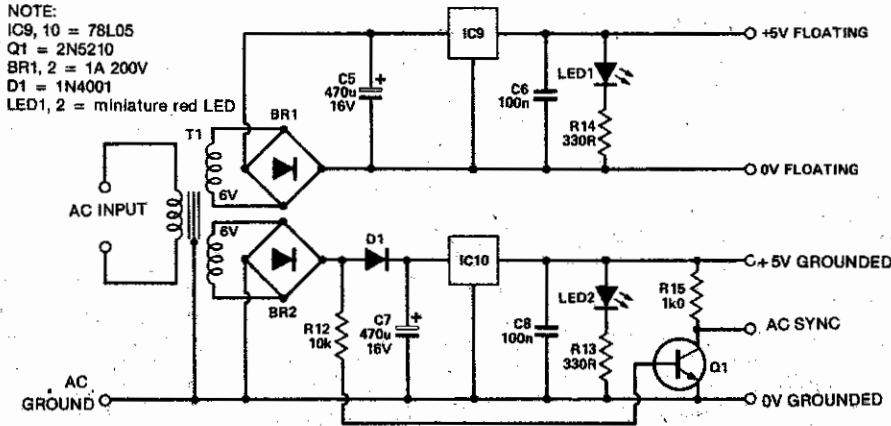 NOTE:
IC9, 10 = 78L05
Q1 = 2N5210
BR1, 2 = 1A 200V
D1 = 1N4001
LED1, 2 = miniature red LED
T1
BR1
6V
AC INPUT
6V
BR2
AC
GROUND
C5
470u
16V
IC9
C6
100n
LED1
R14
330R
+5V FLOATING
0V FLOATING
D1
R12
10k
C7
470u
16V
IC10
C8
100n
LED2
R13
330R
R15
1k0
Q1
+5V GROUNDED
AC SYNC
0V GROUNDED